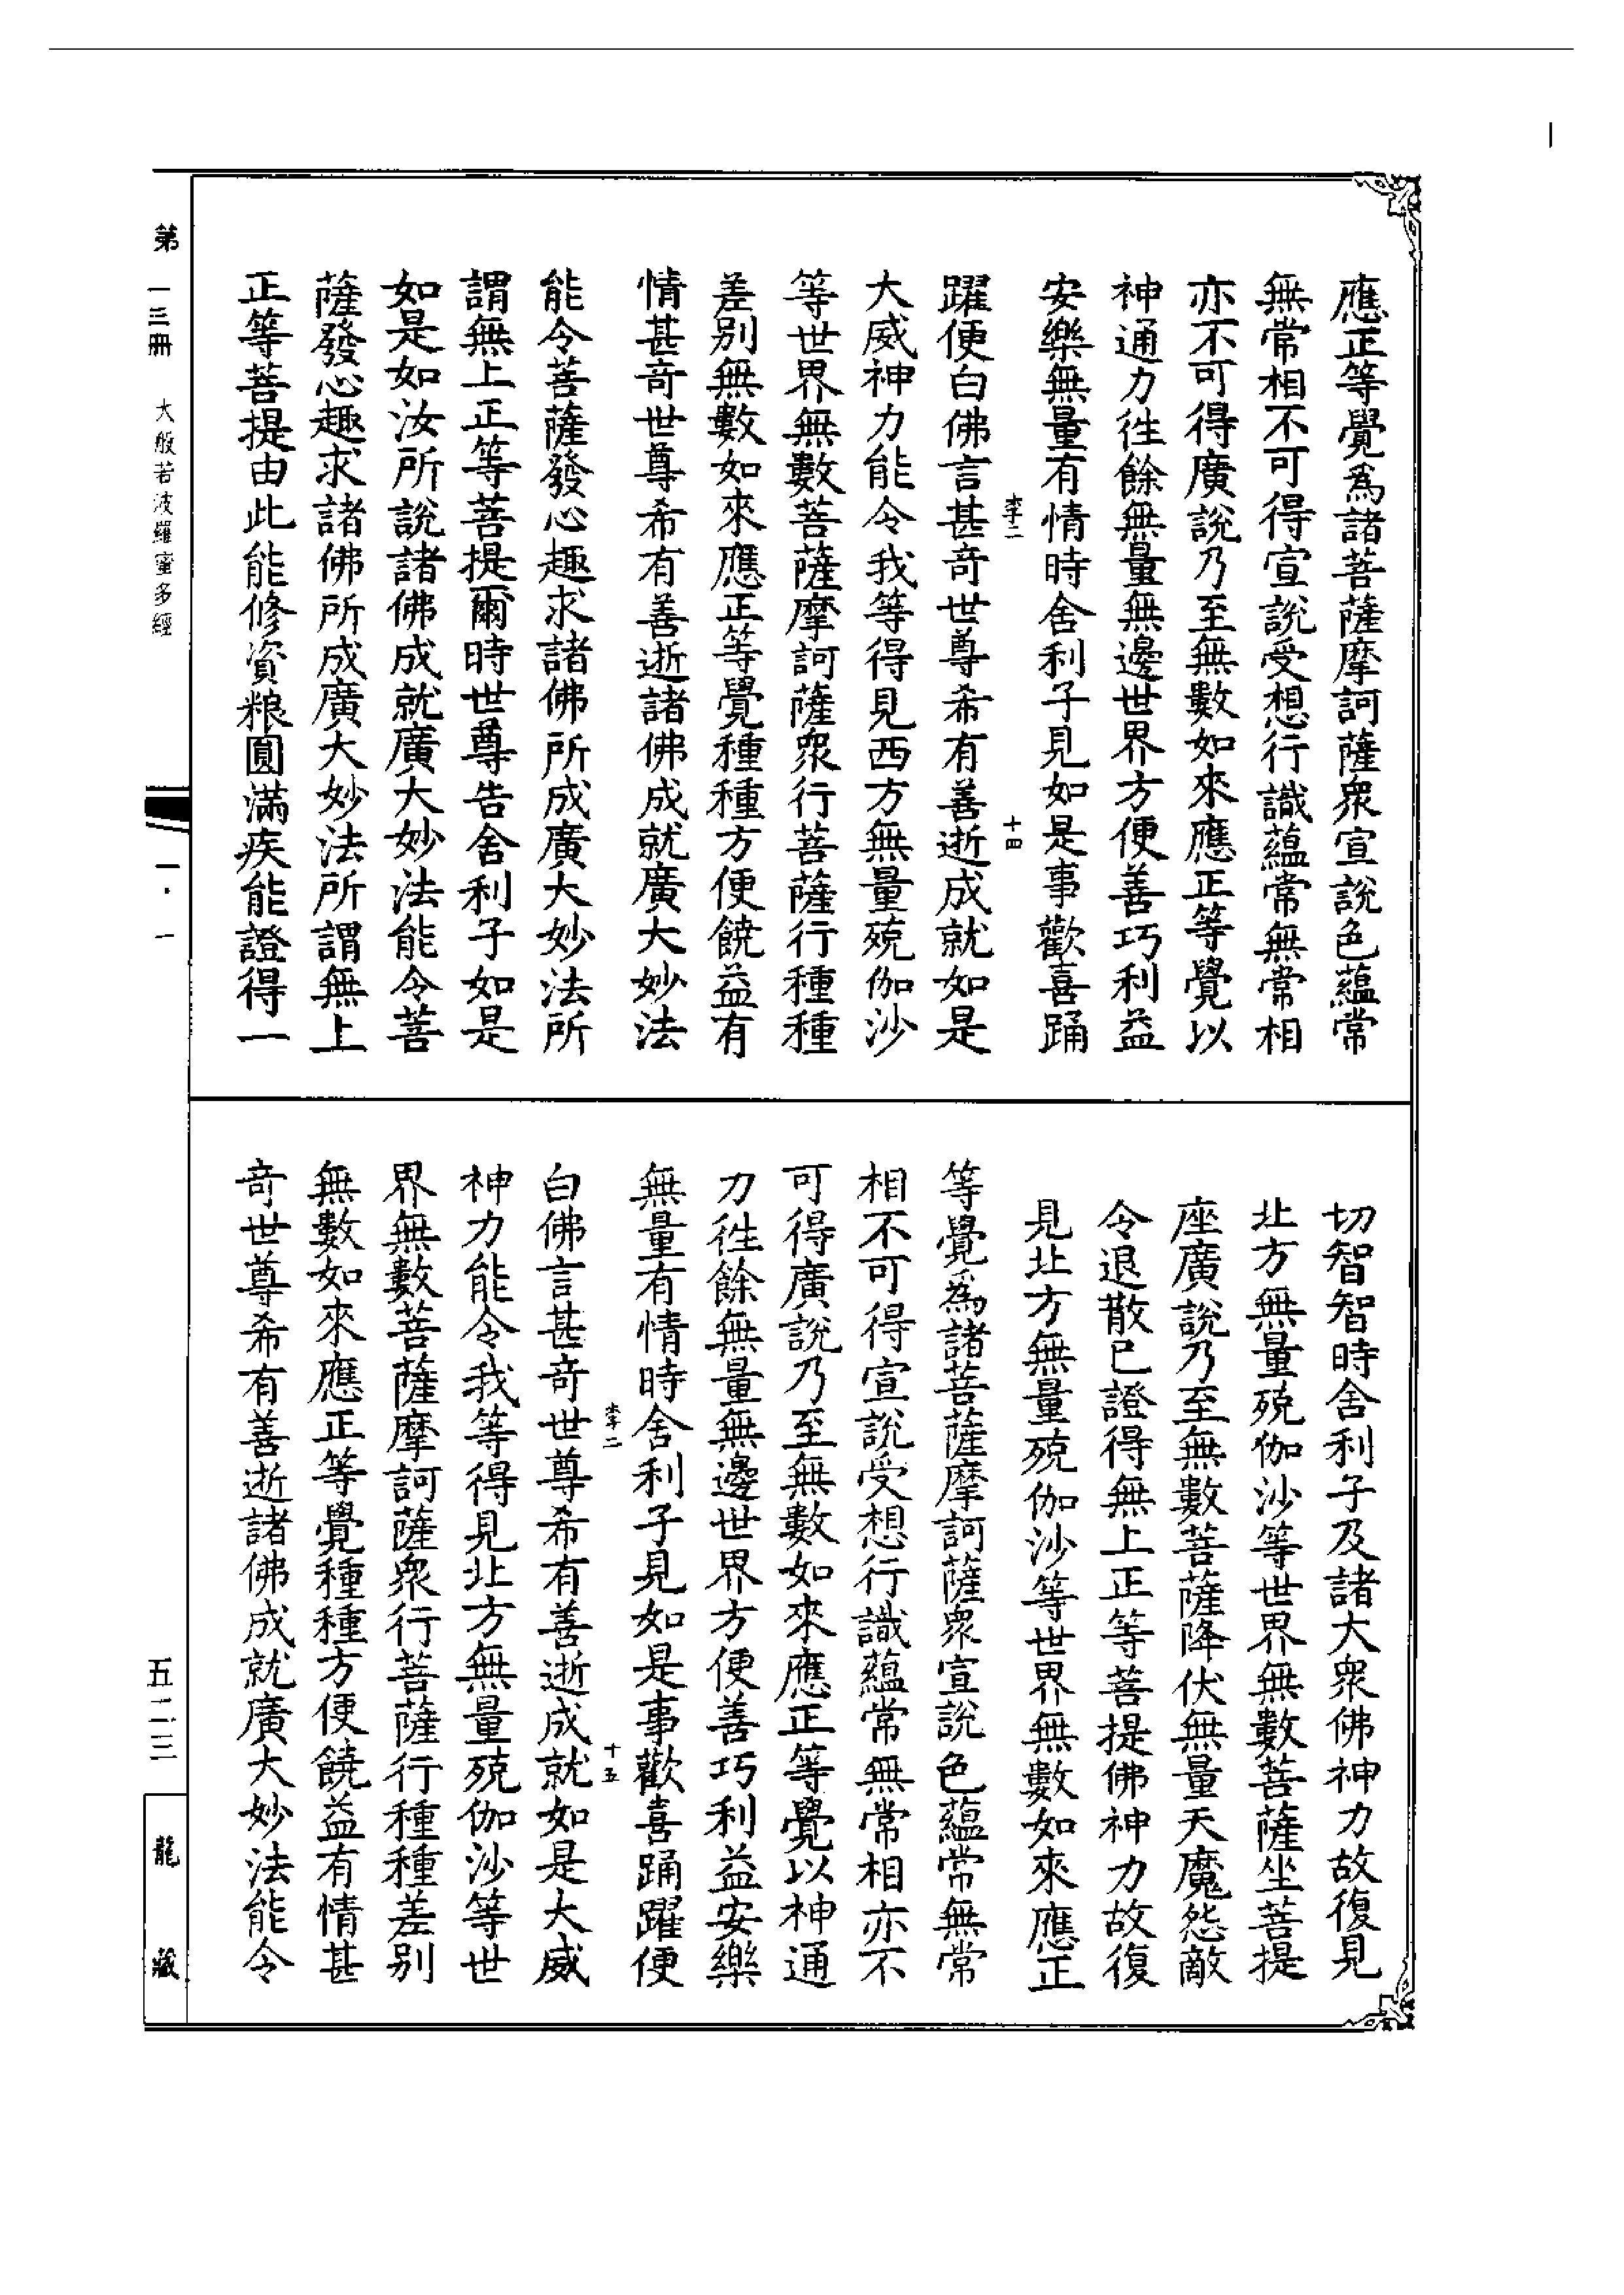 應正等覺爲諸菩薩摩訶薩衆宣說色蘊常
無常相不可得宣說受想行識蘊常無常相
亦不可得廣說乃至無數如來應正等覺以
神通力徃餘無量無邊世界方便善巧利益
安樂無量有情時舍利子見如是事歡喜踊
李二 十四
躍便白佛言甚奇世尊希有善逝成就如是
大威神力能令我等得見西方無量殑伽沙
等世界無數菩薩摩訶薩衆行菩薩行種種
差别無數如來應正等覺種種方便饒益有
情甚奇世尊希有善逝諸佛成就廣大妙法
能令菩薩發心趣求諸佛所成廣大妙法所
謂無上正等菩提爾時世尊告舍利子如是
如是如汝所說諸佛成就廣大妙法能令菩
薩發心趣求諸佛所成廣大妙法所謂無上
正等菩提由此能修資粮圓滿疾能證得一
切智智時舍利子及諸大衆佛神力故復見
北方無量殑伽沙等世界無數菩薩坐菩提
座廣說乃至無數菩薩降伏無量天魔怨敵
令退散已證得無上正等菩提佛神力故復
見北方無量殑伽沙等世界無數如來應正
等覺爲諸菩薩摩訶薩衆宣說色蘊常無常
相不可得宣說受想行識蘊常無常相亦不
可得廣說乃至無數如來應正等覺以神通
力徃餘無量無邊世界方便善巧利益安樂
無量有情時舍利子見如是事歡喜踊躍便
李二 十五
白佛言甚奇世尊希有善逝成就如是大威
神力能令我等得見北方無量殑伽沙等世
界無數菩薩摩訶薩衆行菩薩行種種差别
無數如來應正等覺種種方便饒益有情甚
奇世尊希有善逝諸佛成就廣大妙法能令
第一三冊 大般若波羅蜜多經 一·一 五二三 龍藏